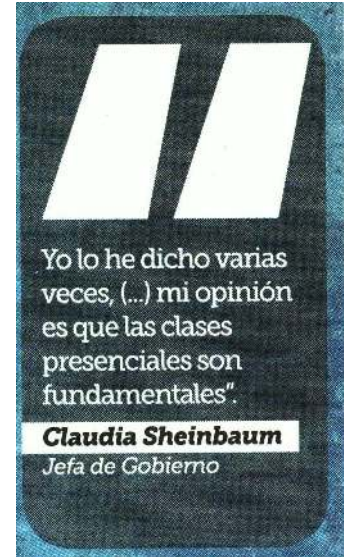 Yo lo he dicho varias
veces, (...) mi opinión
es que las clases
presenciales son
fundamentales”.
Claudia Sheinbaum
Jefa de Gobierno